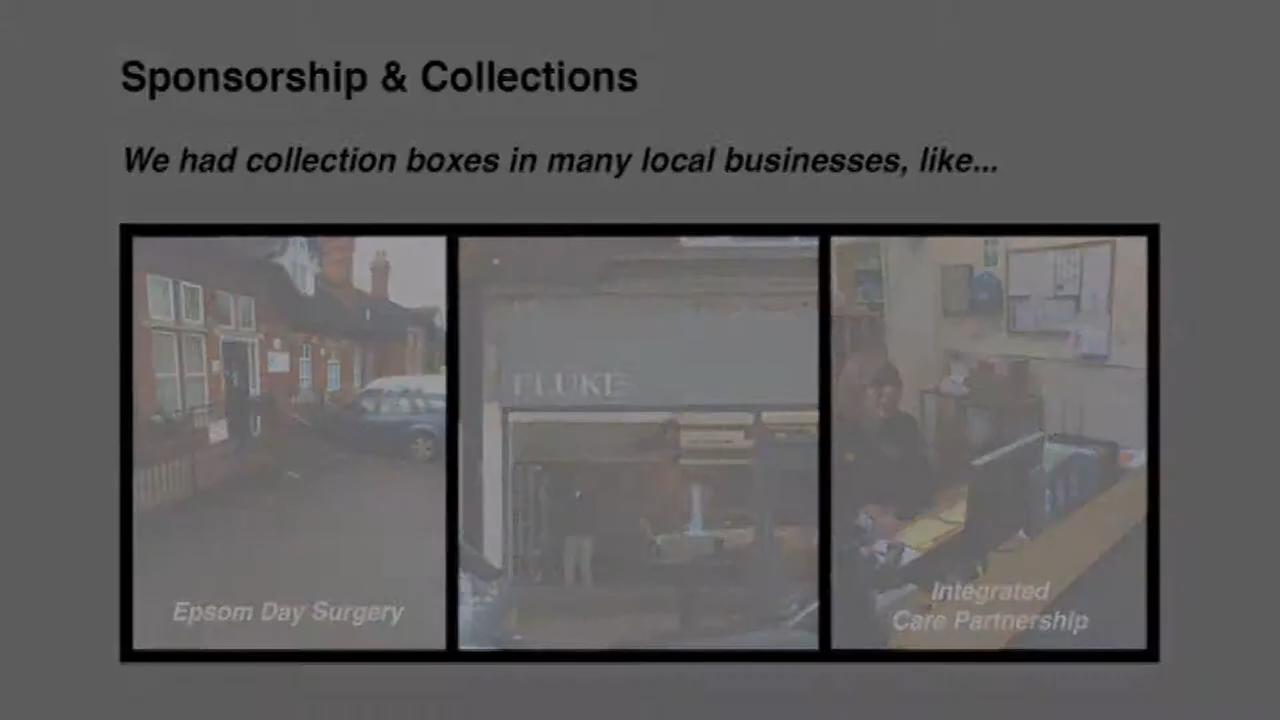 Sponsorship & Collections
We had collection boxes in many local businesses, like...
FLUKE
Epsom Day Surgery
Integrated
Care Partnership